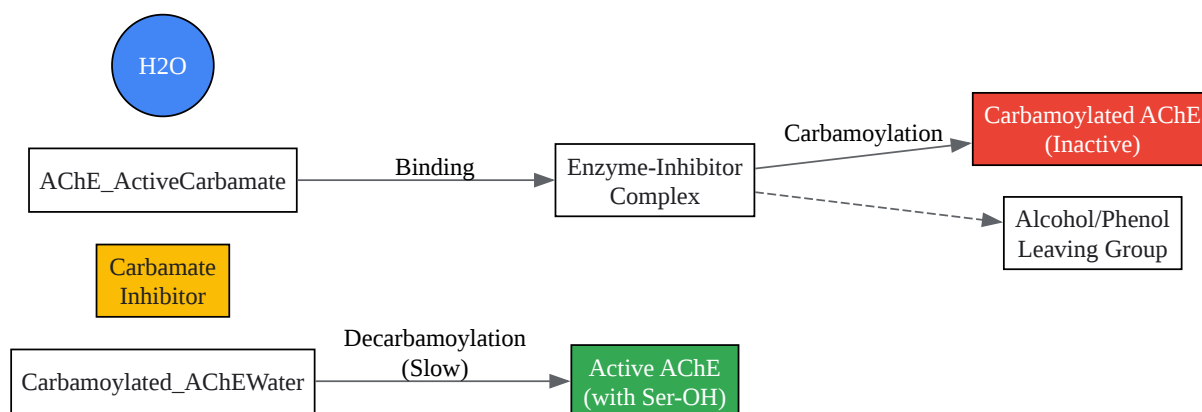 H2O
AChE_ActiveCarbamate
Binding
Enzyme-Inhibitor
Complex
Carbamoylation
Carbamoylated AChE
(Inactive)
Alcohol/Phenol
Leaving Group
Carbamate
Inhibitor
Carbamoylated_AChEWater
Decarbamoylation
(Slow)
Active AChE
(with Ser-OH)